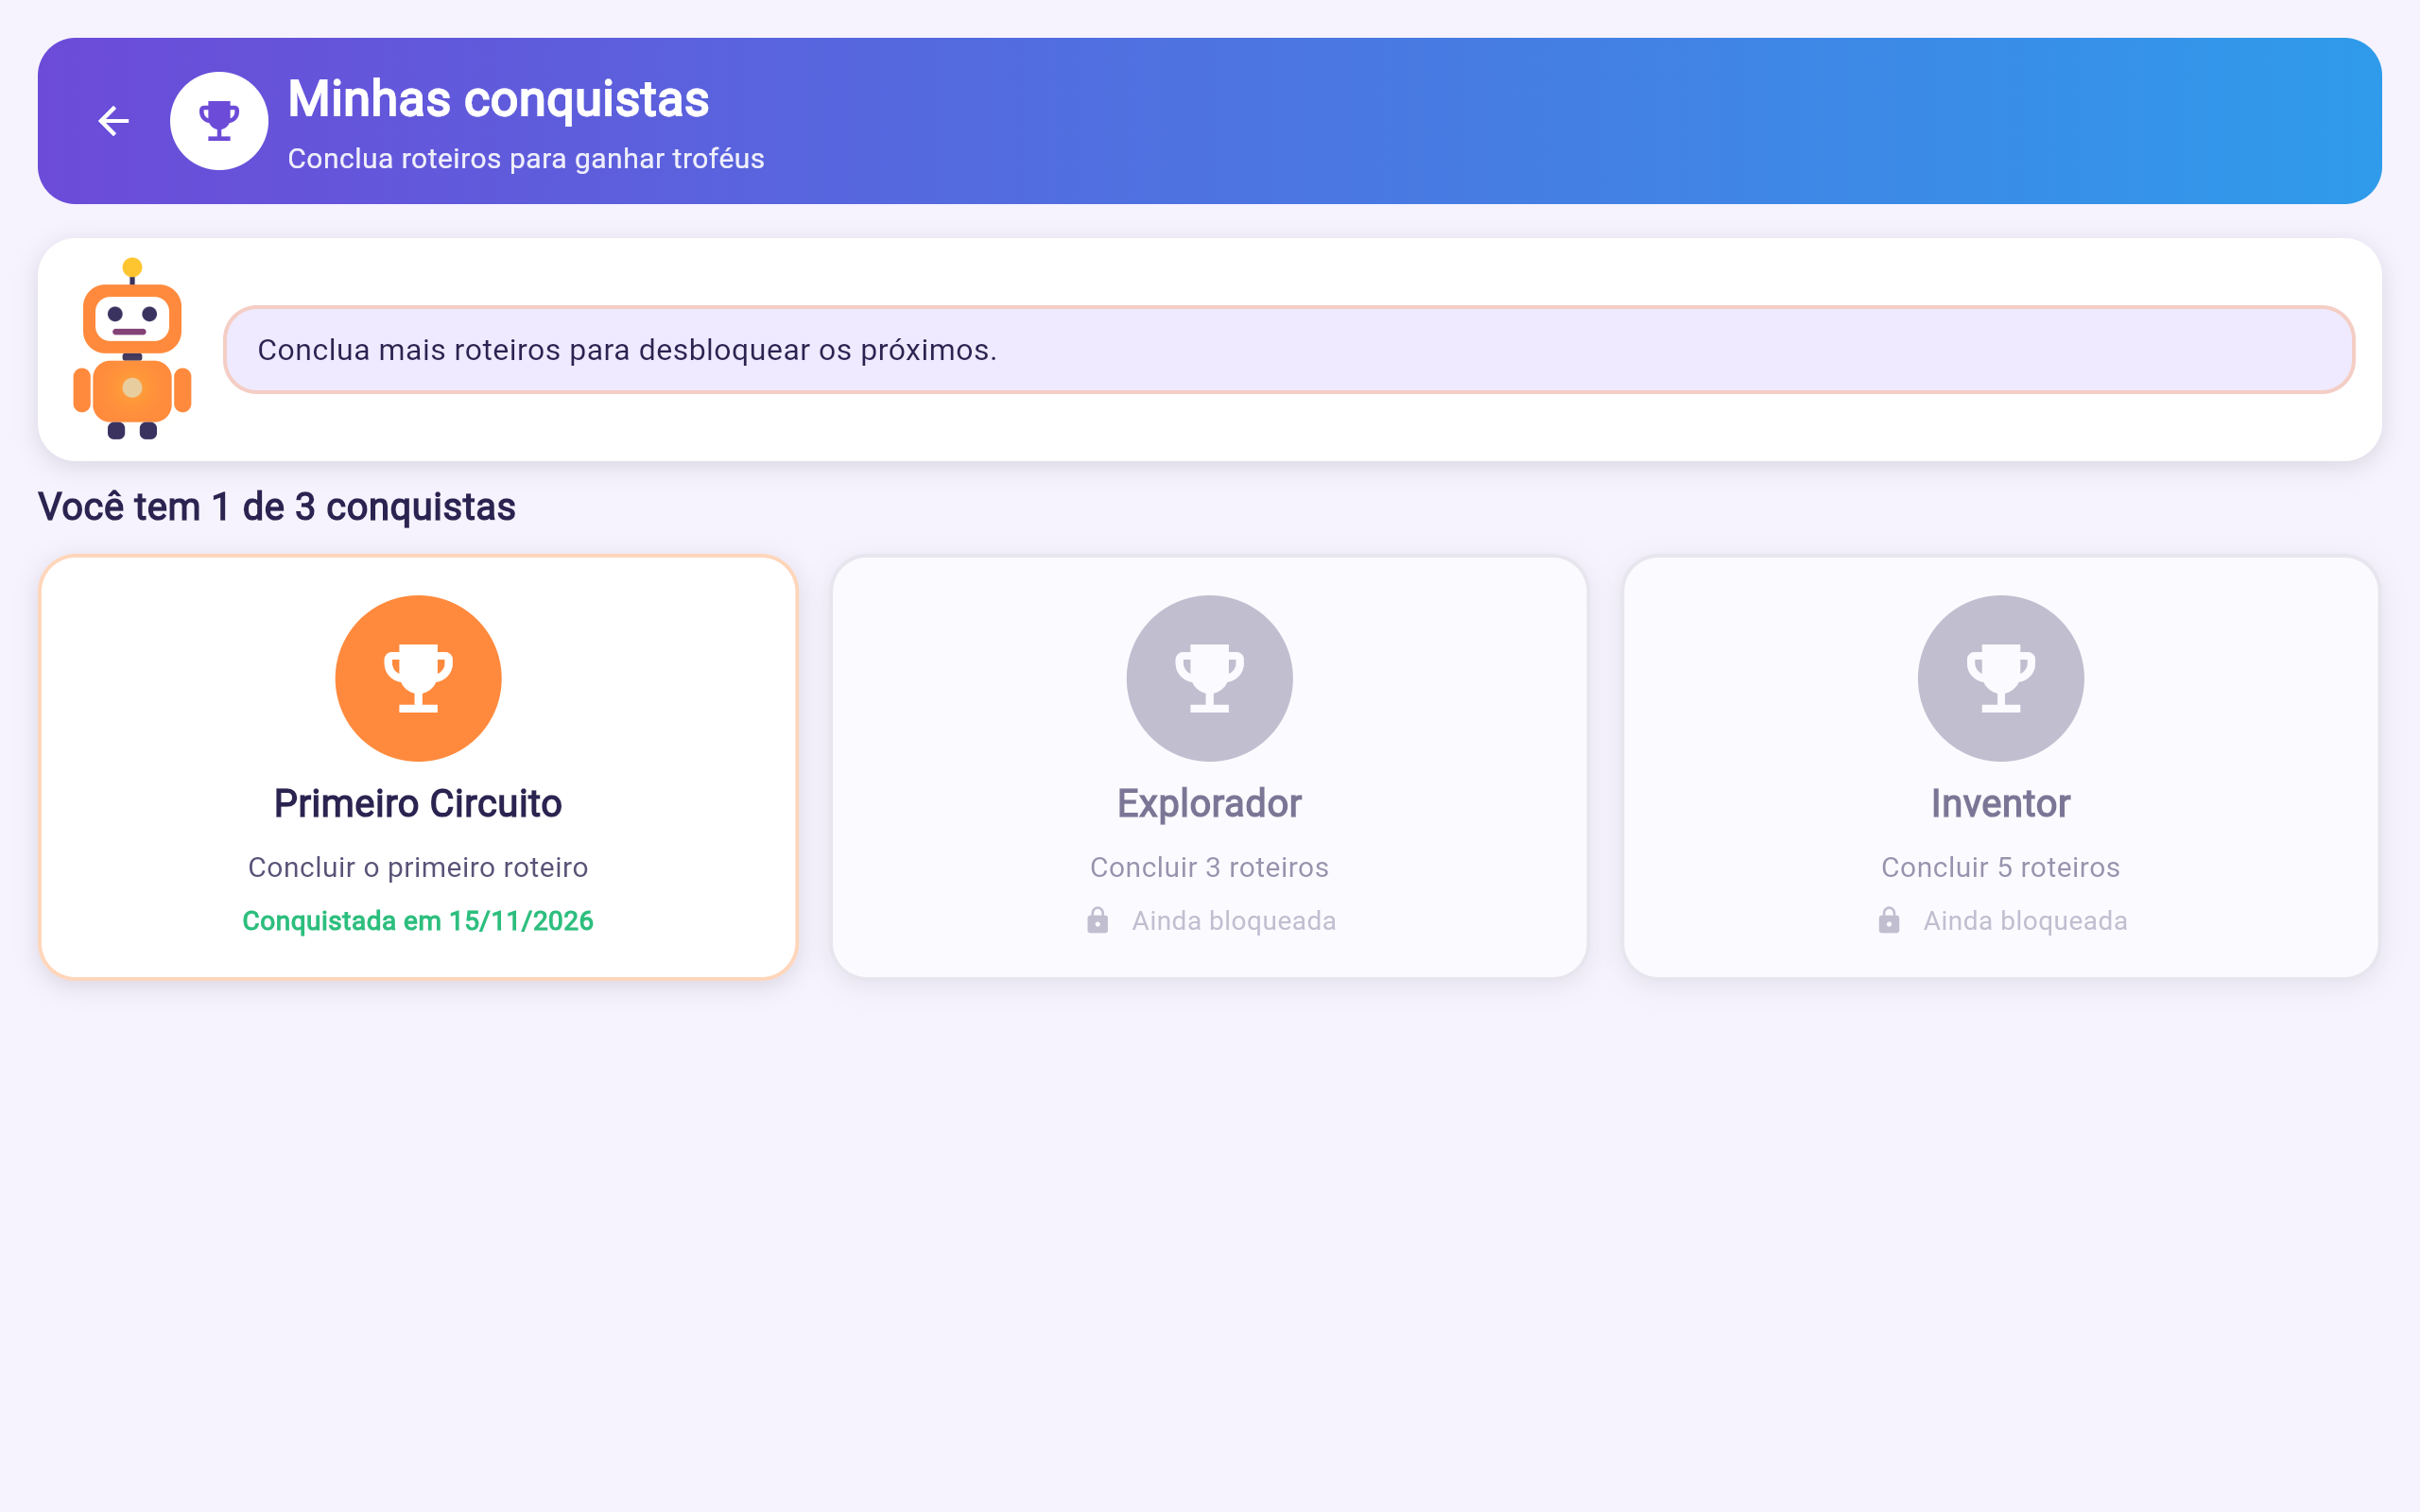 Minhas conquistas
Conclua roteiros para ganhar troféus
Conclua mais roteiros para desbloquear os próximos.
Você tem 1 de 3 conquistas
Primeiro Circuito
Concluir o primeiro roteiro
Conquistada em 15/11/2026
Explorador
Concluir 3 roteiros
Ainda bloqueada
Inventor
Concluir 5 roteiros
Ainda bloqueada